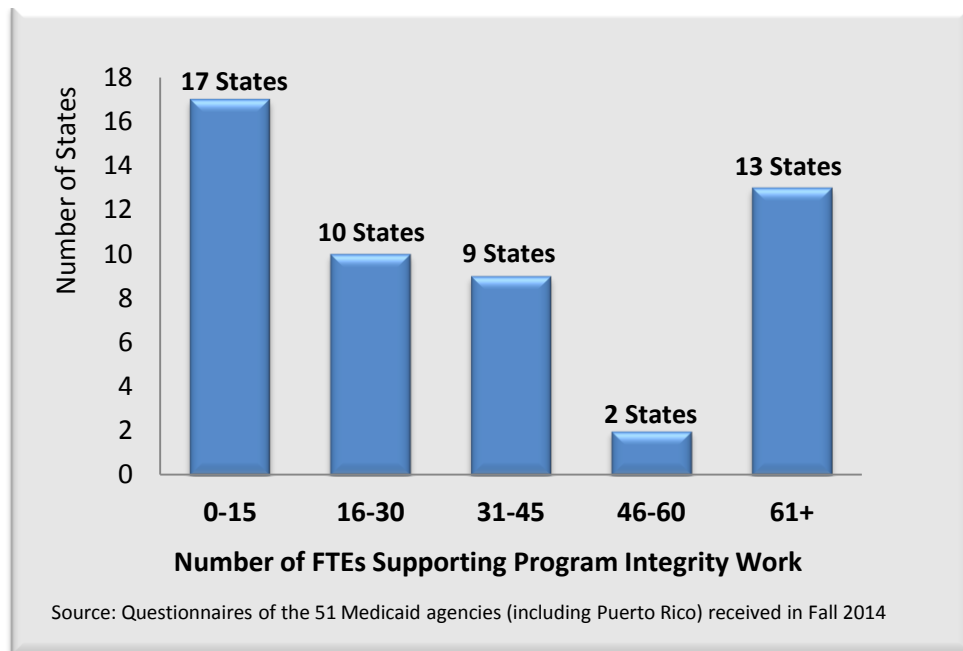 Number of States
18
16
14
12
10
8
6
4
2
0
17 States
10 States
9 States
2 States
13 States
0-15
16-30
31-45
46-60
61+
Number of FTEs Supporting Program Integrity Work
Source: Questionnaires of the 51 Medicaid agencies (including Puerto Rico) received in Fall 2014